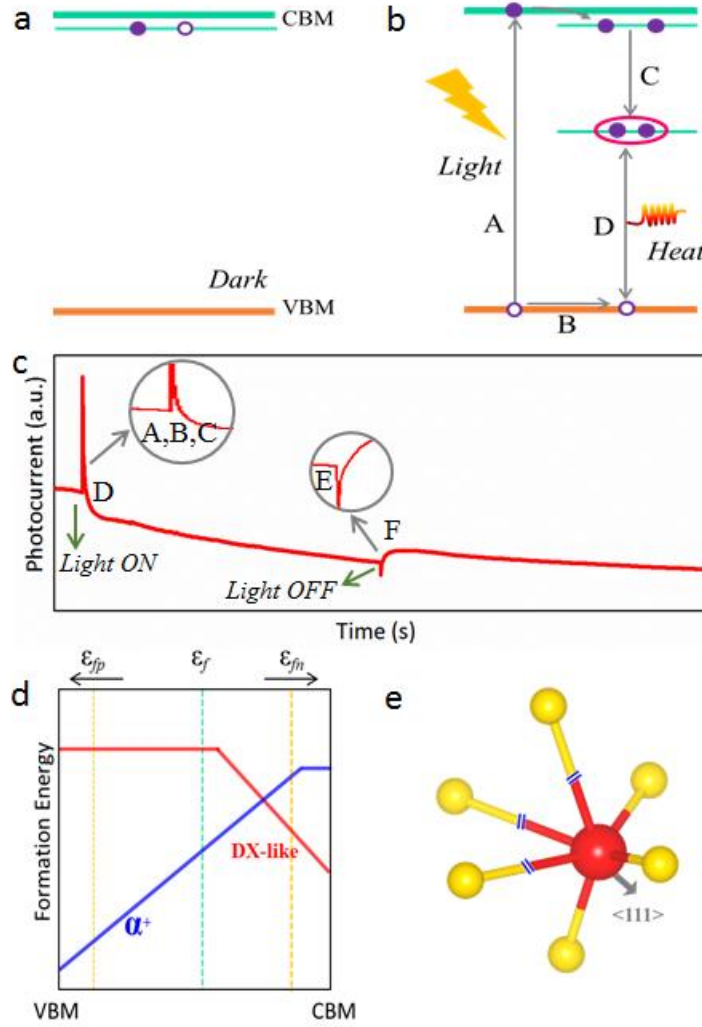 a
CBM
Dark
VBM
b
C
Light
A
D
Heat
B
c
Photocurrent (a.u.)
A,B,C
D
Light ON
E
F
Light OFF
Time (s)
d
εfp
εf
εfn
Formation Energy
DX-like
α+
VBM
CBM
e
<111>